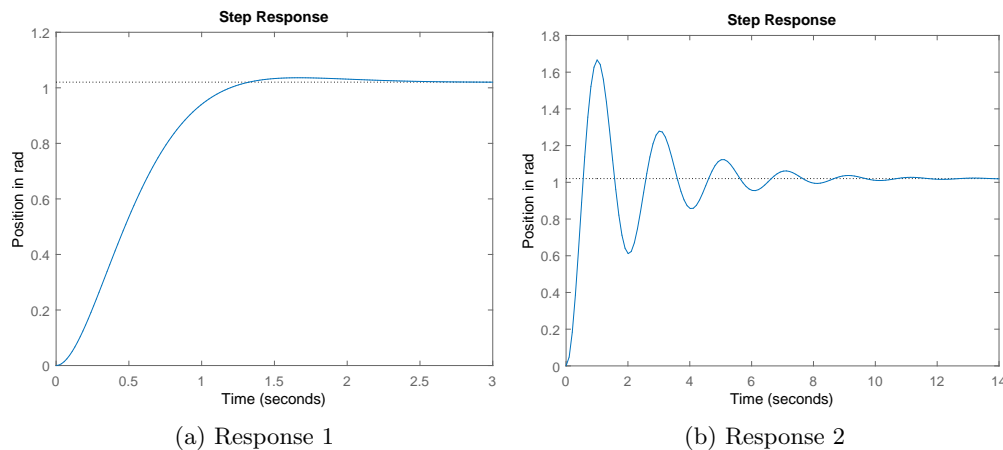 Step Response
1.2
1
0.8
0.6
0.4
0.2
0
Position in rad
0 0.5 1 1.5 2 2.5 3
Time (seconds)
(a) Response 1
Step Response
1.8
1.6
1.4
1.2
1
0.8
0.6
0.4
0.2
0
Position in rad
0 2 4 6 8 10 12 14
Time (seconds)
(b) Response 2